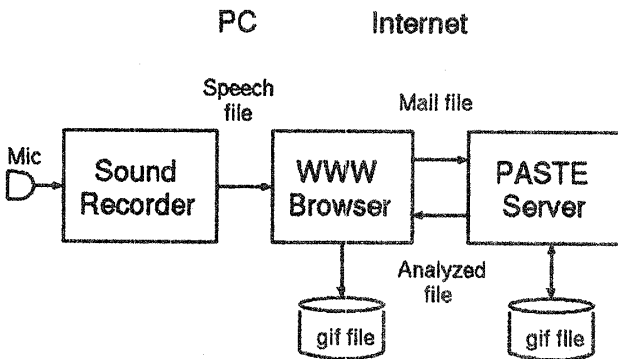 PC Internet
Speech
file
Mail file
Mic
Sound
Recorder
WWW
Browser
PASTE
Server
Analyzed
file
gif file
gif file